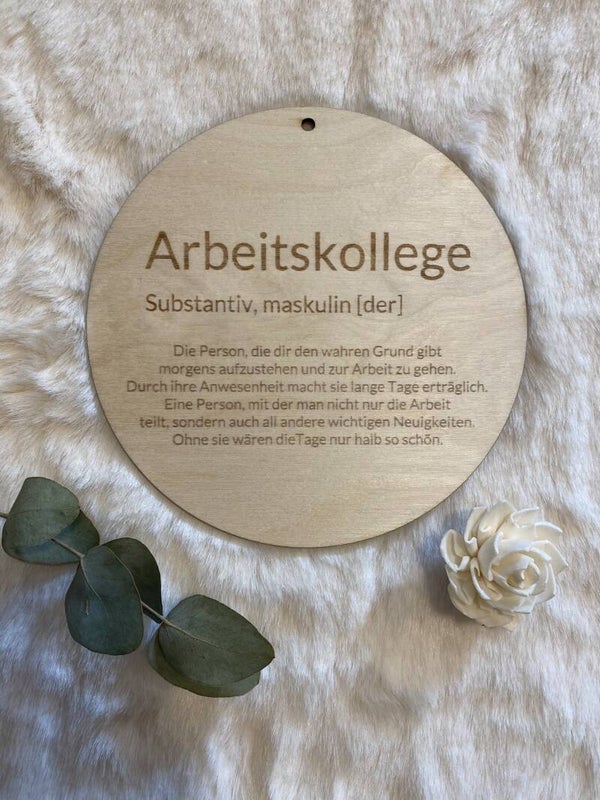 Arbeitskollege
Substantiv, maskulin [der]
Die Person, die dir den wahren Grund gibt
morgens aufzustehen und zur Arbeit zu gehen.
Durch ihre Anwesenheit macht sie lange Tage erträglich.
Eine Person, mit der man nicht nur die Arbeit
teilt, sondern auch all andere wichtigen Neuigkeiten.
Ohne sie wären dieTage nur halb so schön.